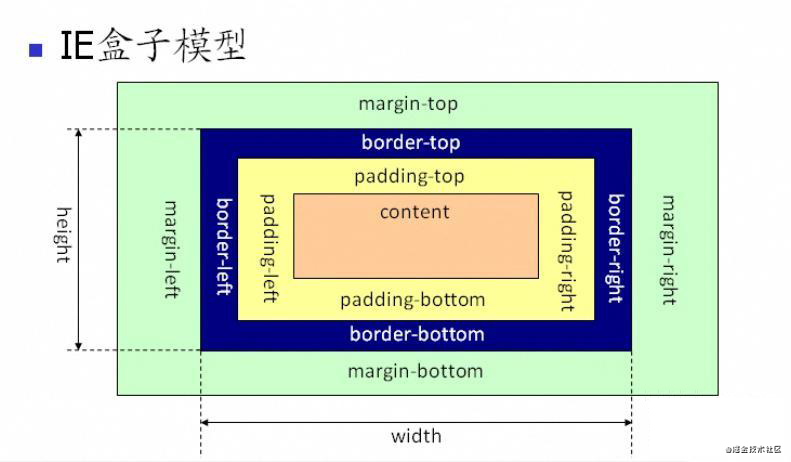 IE盒子模型
margin-top
border-top
padding-top
content
height
margin-left
border-left
padding-left
padding-right
border-right
margin-right
padding-bottom
border-bottom
margin-bottom
width
@掘金技术社区